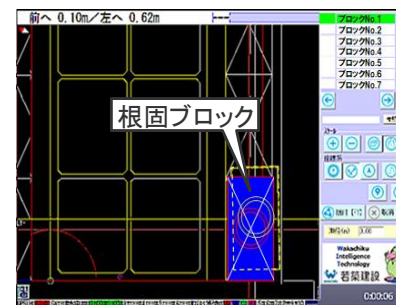 前へ 0.10m／左へ 0.62m
ブロックNo.1
ブロックNo.2
ブロックNo.3
ブロックNo.4
ブロックNo.5
ブロックNo.6
ブロックNo.7
根固ブロック
Wakachiku
Intelligence
Technology
若築建設
0:00:06